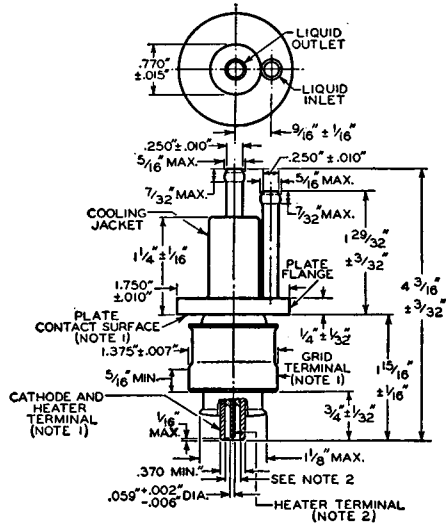 LIQUID
OUTLET
.770"
±.015"
LIQUID
INLET
9/16" ± 1/16"
.250"±.010"
.250" ±.010"
5/16" MAX.
5/16" MAX.
7/32" MAX.
7/32" MAX.
COOLING
JACKET
1 29/32"
±3/32"
1 1/4" ± 1/16"
PLATE
FLANGE
4 3/16"
± 3/32"
1.750"
±.010"
PLATE
CONTACT SURFACE
(NOTE 1)
1/4" ± 1/32"
1.375"±.007"
GRID
TERMINAL
(NOTE 1)
1 15/16"
± 1/16"
5/16" MIN.
3/4" ± 1/32"
CATHODE AND
HEATER
TERMINAL
(NOTE 1)
1/16"
MAX.
1 1/8" MAX.
.370 MIN."
SEE NOTE 2
.059"+.002"
-.006" DIA.
HEATER TERMINAL
(NOTE 2)